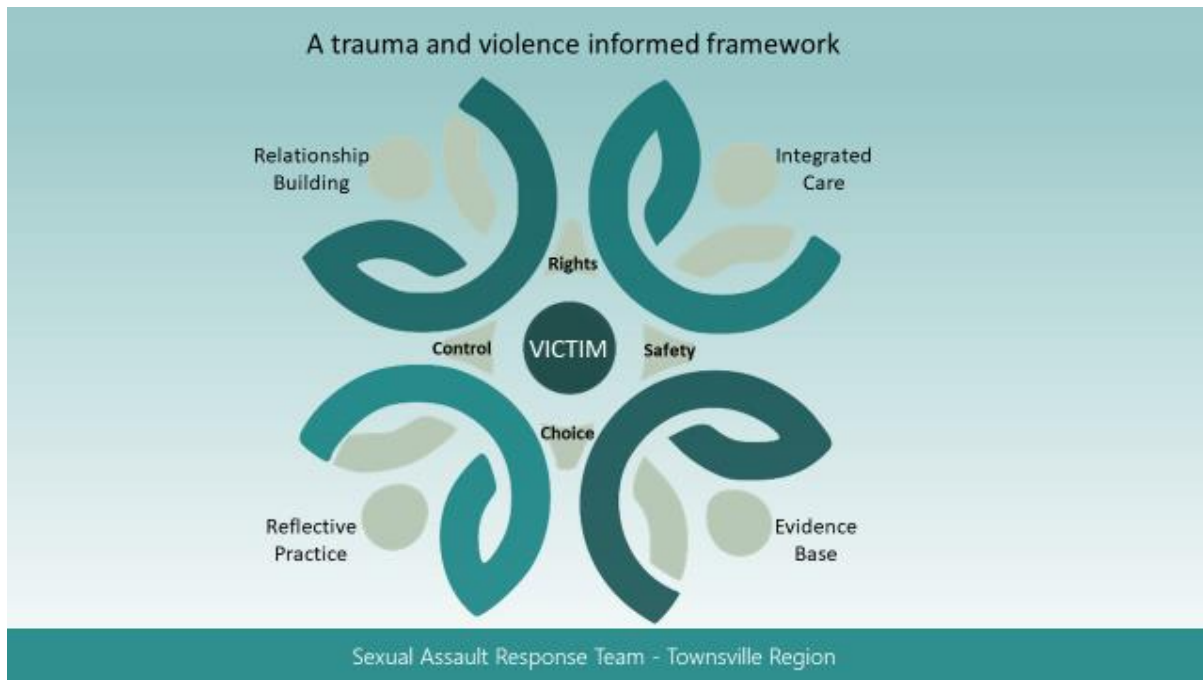 A trauma and violence informed framework
Relationship
Building
Integrated
Care
Rights
Control
VICTIM
Safety
Choice
Reflective
Practice
Evidence
Base
Sexual Assault Response Team - Townsville Region